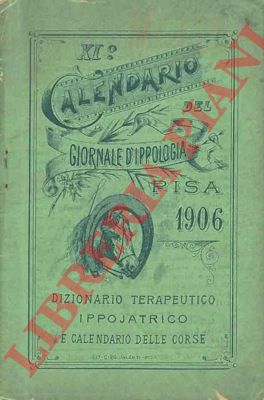 XI.º
CALENDARIO
DEL
GIORNALE D'IPPOLOGIA
PISA
1906
DIZIONARIO TERAPEUTICO
IPPOJATRICO
E CALENDARIO DELLE CORSE
LIBRERIA PIANI